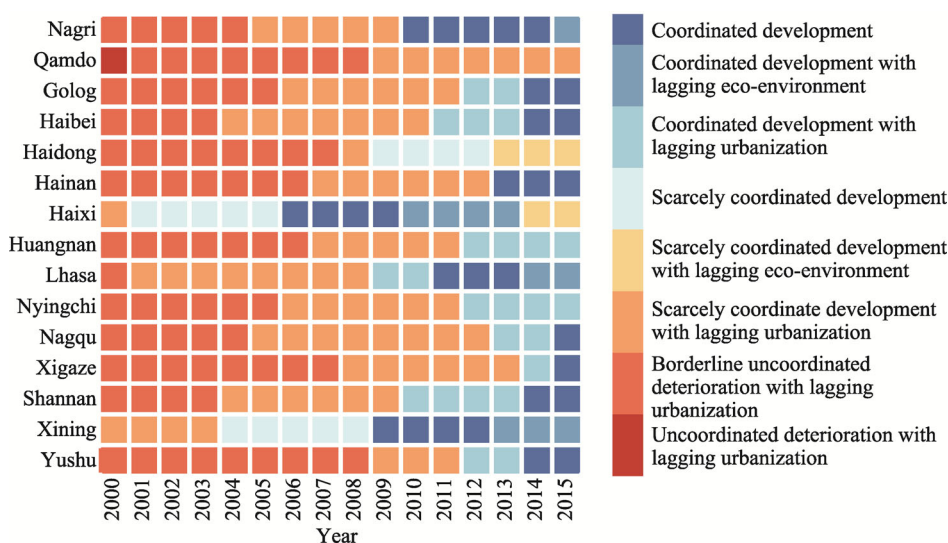 Nagri
Qamdo
Golog
Haibei
Haidong
Hainan
Haixi
Huangnan
Lhasa
Nyingchi
Nagqu
Xigaze
Shannan
Xining
Yushu
2000
2001
2002
2003
2004
2005
2006
2007
2008
2009
2010
2011
2012
2013
2014
2015
Year
Coordinated development
Coordinated development with
lagging eco-environment
Coordinated development with
lagging urbanization
Scarcely coordinated development
Scarcely coordinated development
with lagging eco-environment
Scarcely coordinate development
with lagging urbanization
Borderline uncoordinated
deterioration with lagging
urbanization
Uncoordinated deterioration with
lagging urbanization